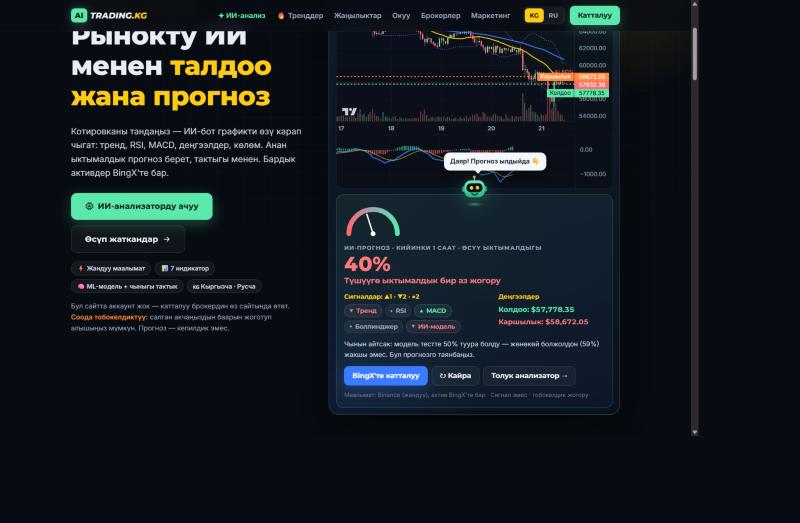 AI TRADING.KG
ИИ-анализ
Тренддер
Жаңылыктар
Окуу
Брокерлер
Маркетинг
KG RU
Катталуу
Рынокту ИИ
менен талдоо
жана прогноз
Котировканы тандаңыз — ИИ-бот графикти өзү карап
чыгат: тренд, RSI, MACD, деңгээлдер, көлөм. Анан
ыктымалдык прогноз берет, тактыгы менен. Бардык
активдер BingX'те бар.
ИИ-анализаторду ачуу
Өсүп жаткандар →
Жандуу маалымат
7 индикатор
ML-модель + чыныгы тактык
KG Кыргызча · Русча
Бул сайтта аккаунт жок — катталуу брокердин өз сайтында өтөт.
Соода тобокелдиктүү: салган акчаңыздын баарын жоготуп
алышыңыз мүмкүн. Прогноз — кепилдик эмес.
64000.00
62000.00
60000.00
Каршылык 58672.05
57832.39
Колдоо 57778.35
56000.00
54000.00
17 18 19 20 21
0.00
−1000.00
Даяр! Прогноз ылдыйда 👇
ИИ-ПРОГНОЗ · КИЙИНКИ 1 СААТ · ӨСҮҮ ЫКТЫМАЛДЫГЫ
40%
Түшүүгө ыктымалдык бир аз жогору
Сигналдар: ▲1 · ▼2 · •2
▼ Тренд
• RSI
▲ MACD
• Боллинджер
▼ ИИ-модель
Деңгээлдер
Колдоо: $57,778.35
Каршылык: $58,672.05
Чынын айтсак: модель тестте 50% туура болду — жөнөкөй болжолдон (59%)
жакшы эмес. Бул прогнозго таянбаңыз.
BingX'те катталуу
↻ Кайра
Толук анализатор →
Маалымат: Binance (жандуу), актив BingX'те бар · Сигнал эмес · тобокелдик жогору